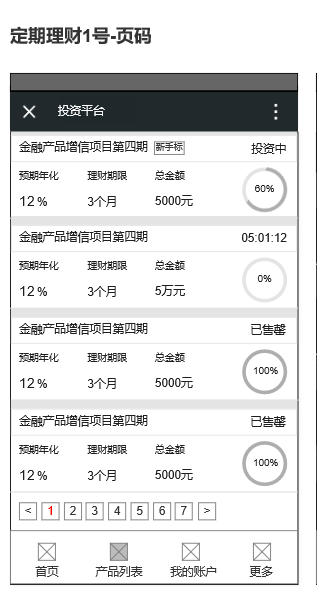 定期理财1号-页码
投资平台
金融产品增信项目第四期 新手标 投资中
预期年化 理财期限 总金额
12 % 3个月 5000元 60%
金融产品增信项目第四期 05:01:12
预期年化 理财期限 总金额
12 % 3个月 5万元 0%
金融产品增信项目第四期 已售罄
预期年化 理财期限 总金额
12 % 3个月 5000元 100%
金融产品增信项目第四期 已售罄
预期年化 理财期限 总金额
12 % 3个月 5000元 100%
< 1 2 3 4 5 6 7 >
首页 产品列表 我的账户 更多